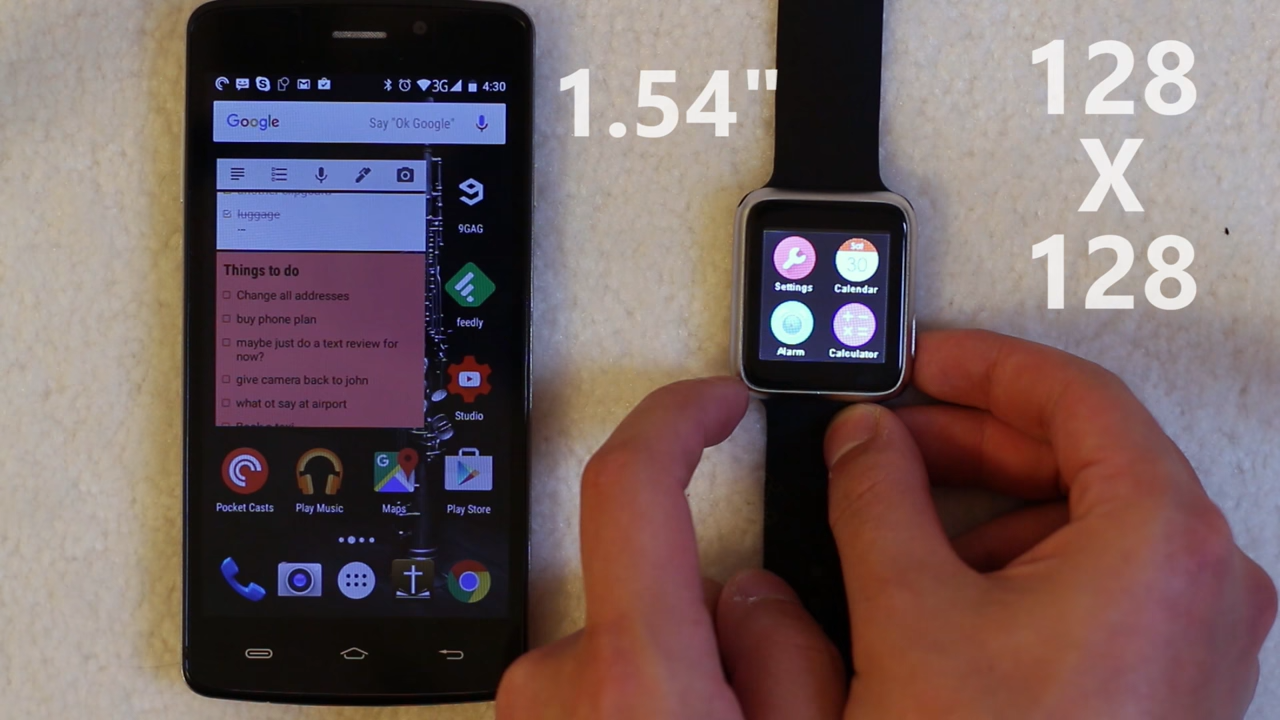 3G 4:30
Google Say "Ok Google"
luggage
Things to do
Change all addresses
buy phone plan
maybe just do a text review for
now?
give camera back to john
what ot say at airport
9GAG
feedly
Studio
Pocket Casts Play Music Maps Play Store
1.54"
Settings
Sat
30
Calendar
Alarm Calculator
128
X
128